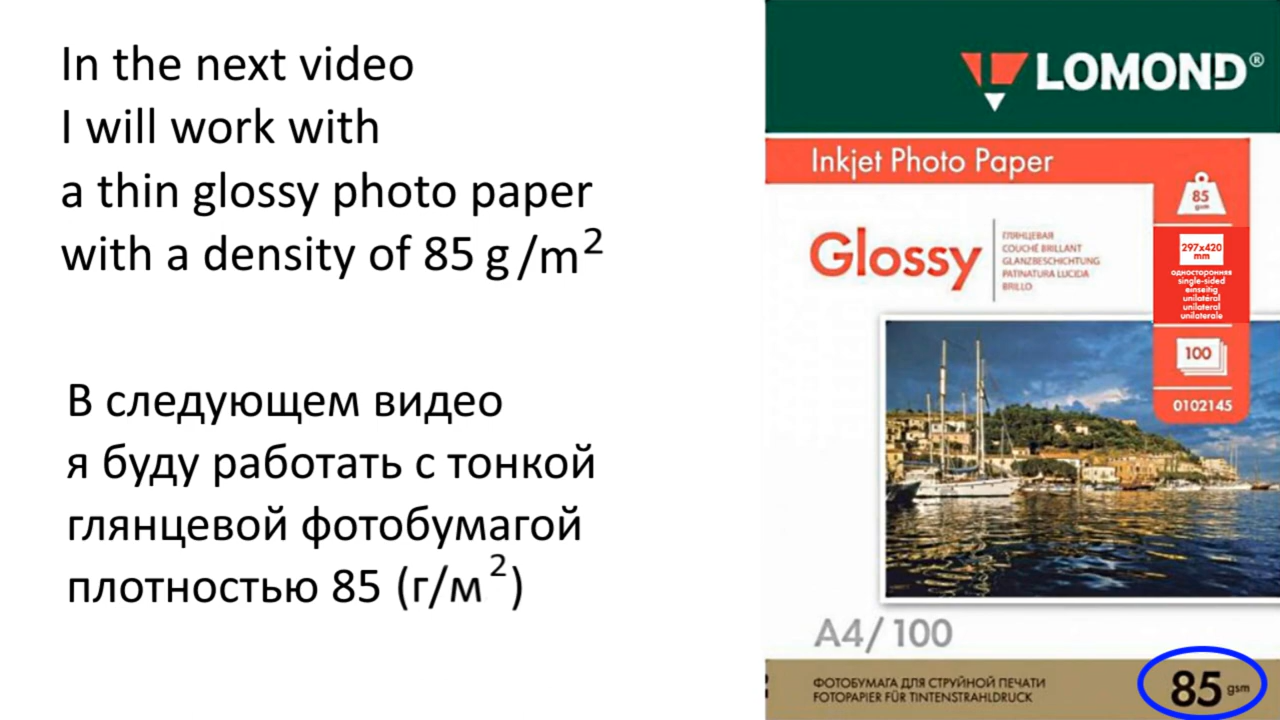 In the next video
I will work with
a thin glossy photo paper
with a density of 85 g /m²
В следующем видео
я буду работать с тонкой
глянцевой фотобумагой
плотностью 85 (г/м²)
LOMOND®
Inkjet Photo Paper
85
gsm
Glossy
ГЛЯНЦЕВАЯ
COUCHÉ BRILLANT
GLANZBESCHICHTUNG
PATINATURA LUCIDA
BRILLO
297x420
mm
односторонняя
single-sided
einseitig
unilatéral
unilateral
unilaterale
100
0102145
A4/100
ФОТОБУМАГА ДЛЯ СТРУЙНОЙ ПЕЧАТИ
FOTOPAPIER FÜR TINTENSTRAHLDRUCK
85 gsm